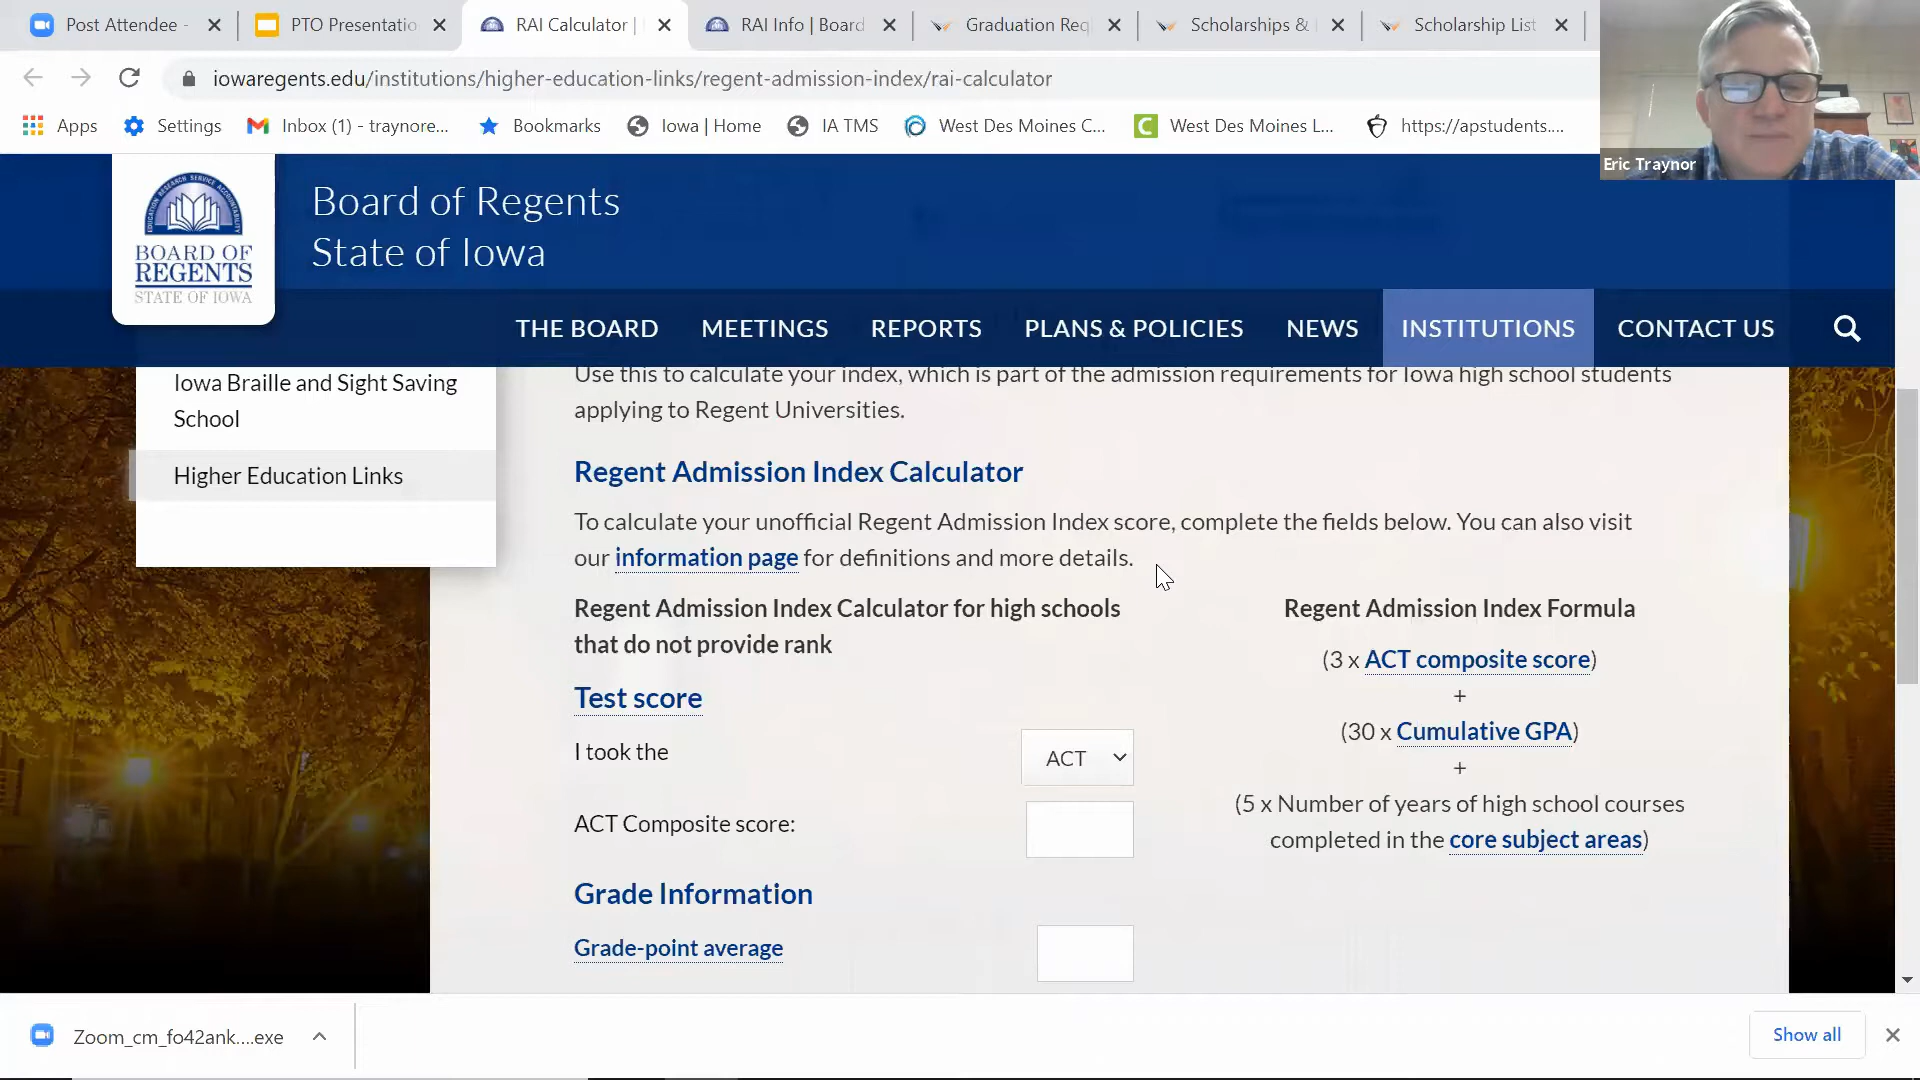 Post Attendee -
PTO Presentatio
RAI Calculator |
RAI Info | Board
Graduation Req
Scholarships &
Scholarship List
iowaregents.edu/institutions/higher-education-links/regent-admission-index/rai-calculator
Apps
Settings
Inbox (1) - traynore...
Bookmarks
Iowa | Home
IA TMS
West Des Moines C...
West Des Moines L...
https://apstudents....
Eric Traynor
EDUCATION RESEARCH SERVICE ACCOUNTABILITY
BOARD OF
REGENTS
STATE OF IOWA
Board of Regents
State of Iowa
THE BOARD
MEETINGS
REPORTS
PLANS & POLICIES
NEWS
INSTITUTIONS
CONTACT US
Iowa Braille and Sight Saving
School
Higher Education Links
Use this to calculate your index, which is part of the admission requirements for Iowa high school students
applying to Regent Universities.
Regent Admission Index Calculator
To calculate your unofficial Regent Admission Index score, complete the fields below. You can also visit
our information page for definitions and more details.
Regent Admission Index Calculator for high schools
that do not provide rank
Test score
I took the
ACT
ACT Composite score:
Grade Information
Grade-point average
Regent Admission Index Formula
(3 x ACT composite score)
+
(30 x Cumulative GPA)
+
(5 x Number of years of high school courses
completed in the core subject areas)
Zoom_cm_fo42ank....exe
Show all